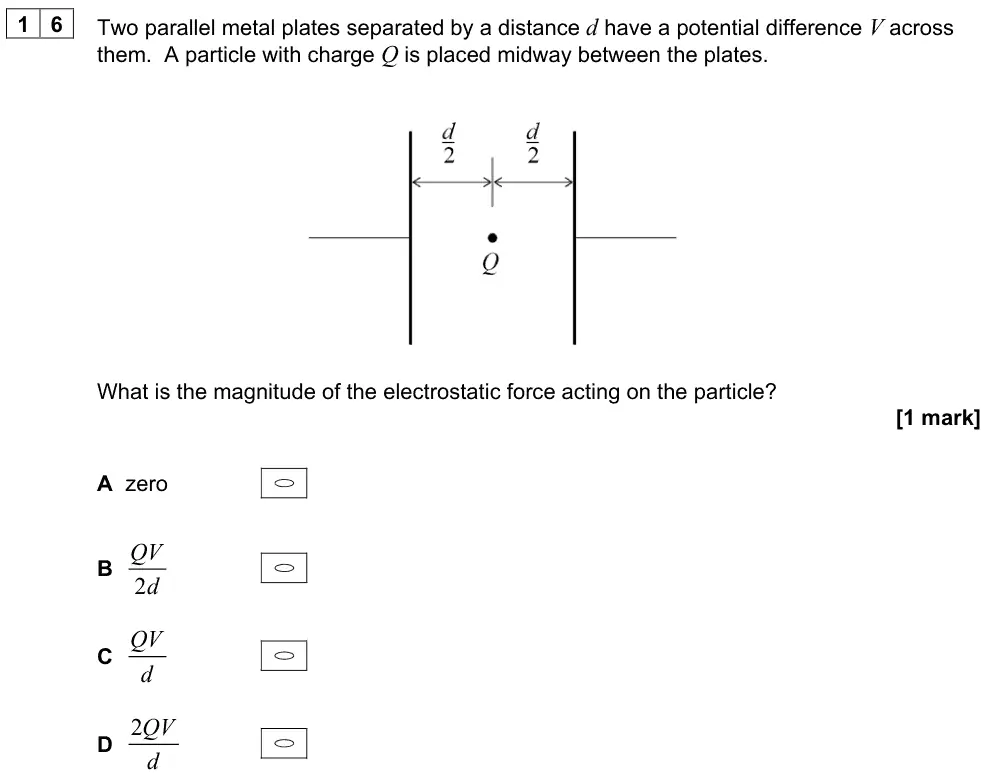 1 6 Two parallel metal plates separated by a distance d have a potential difference V across
them. A particle with charge Q is placed midway between the plates.
d/2 d/2
Q
What is the magnitude of the electrostatic force acting on the particle?
[1 mark]
A zero
B QV/2d
C QV/d
D 2QV/d